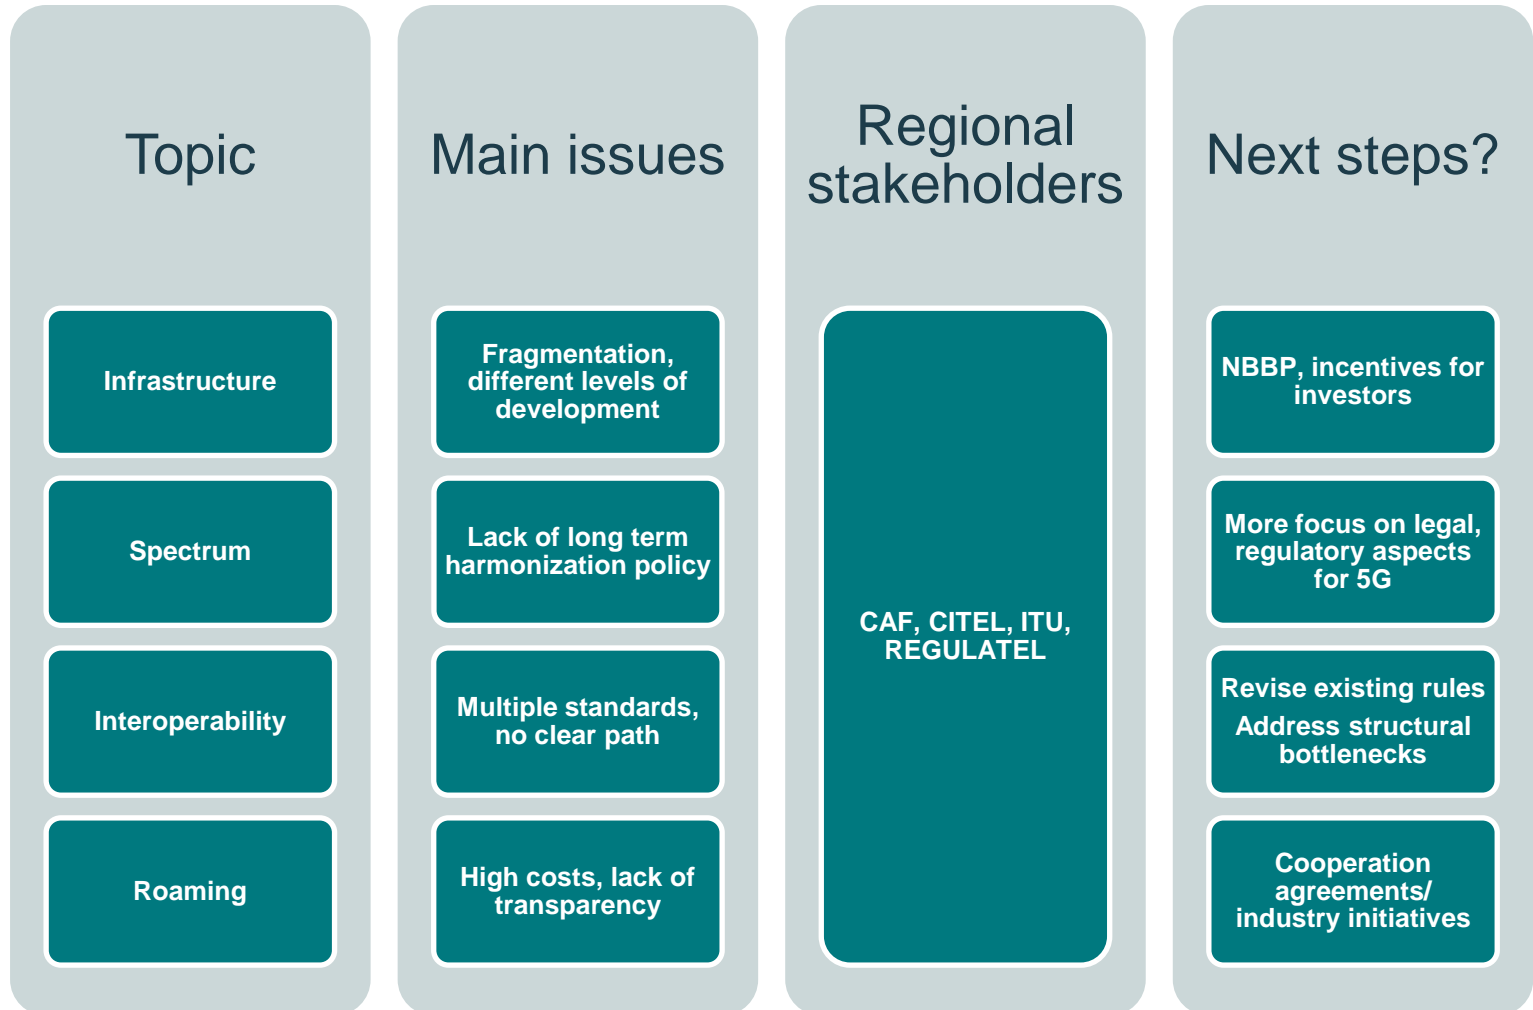 Topic
Infrastructure
Spectrum
Interoperability
Roaming
Main issues
Fragmentation,
different levels of
development
Lack of long term
harmonization policy
Multiple standards,
no clear path
High costs, lack of
transparency
Regional
stakeholders
CAF, CITEL, ITU,
REGULATEL
Next steps?
NBBP, incentives for
investors
More focus on legal,
regulatory aspects
for 5G
Revise existing rules
Address structural
bottlenecks
Cooperation
agreements/
industry initiatives